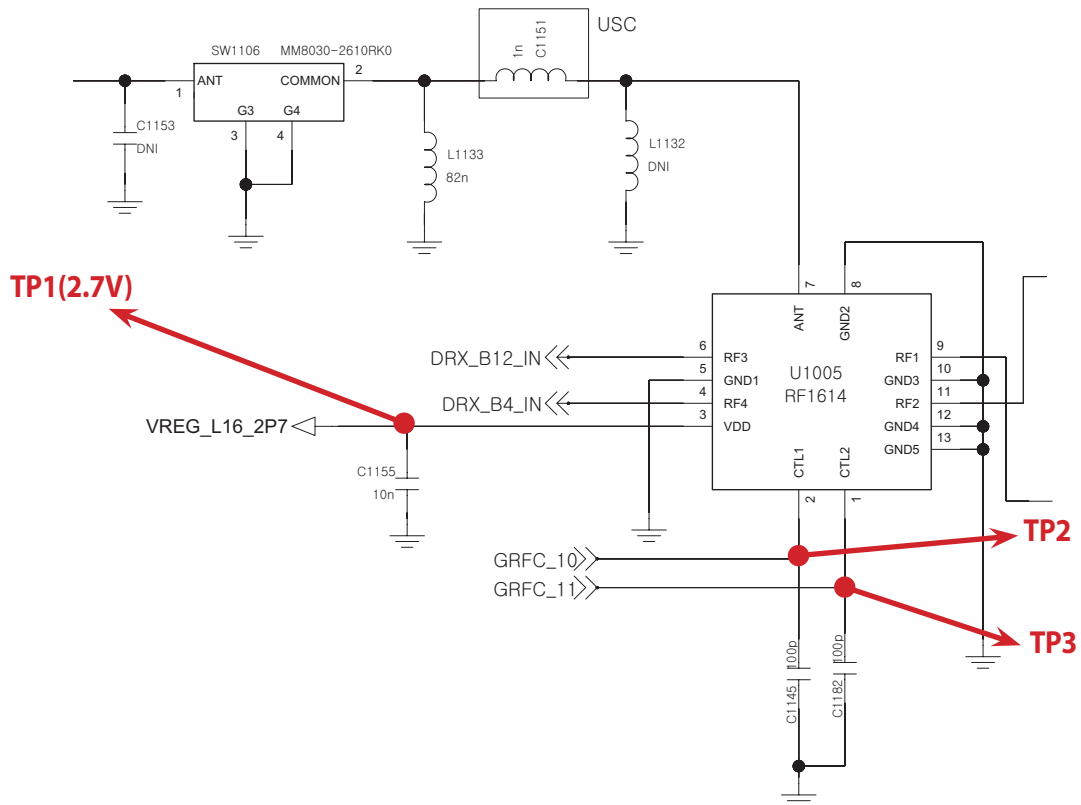 USC
SW1106 MM8030-2610RK0
1n
C1151
ANT COMMON
1
2
G3 G4
3 4
C1153
DNI
L1133
82n
L1132
DNI
TP1(2.7V)
7 8
ANT GND2
DRX_B12_IN 6 RF3
5 GND1
DRX_B4_IN 4 RF4
VREG_L16_2P7 3 VDD
U1005
RF1614
RF1 9
GND3 10
RF2 11
GND4 12
GND5 13
CTL1 CTL2
2 1
C1155
10n
TP2
GRFC_10
GRFC_11
TP3
100p
C1145
100p
C1182